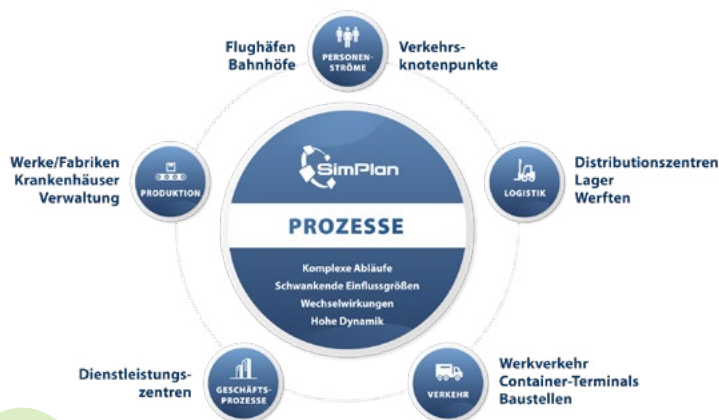 Flughäfen
Bahnhöfe
PERSONEN-
STRÖME
Verkehrs-
knotenpunkte
Werke/Fabriken
Krankenhäuser
Verwaltung
PRODUKTION
SimPlan
PROZESSE
Komplexe Abläufe
Schwankende Einflussgrößen
Wechselwirkungen
Hohe Dynamik
LOGISTIK
Distributionszentren
Lager
Werften
Dienstleistungs-
zentren
GESCHÄFTS-
PROZESSE
VERKEHR
Werkverkehr
Container-Terminals
Baustellen